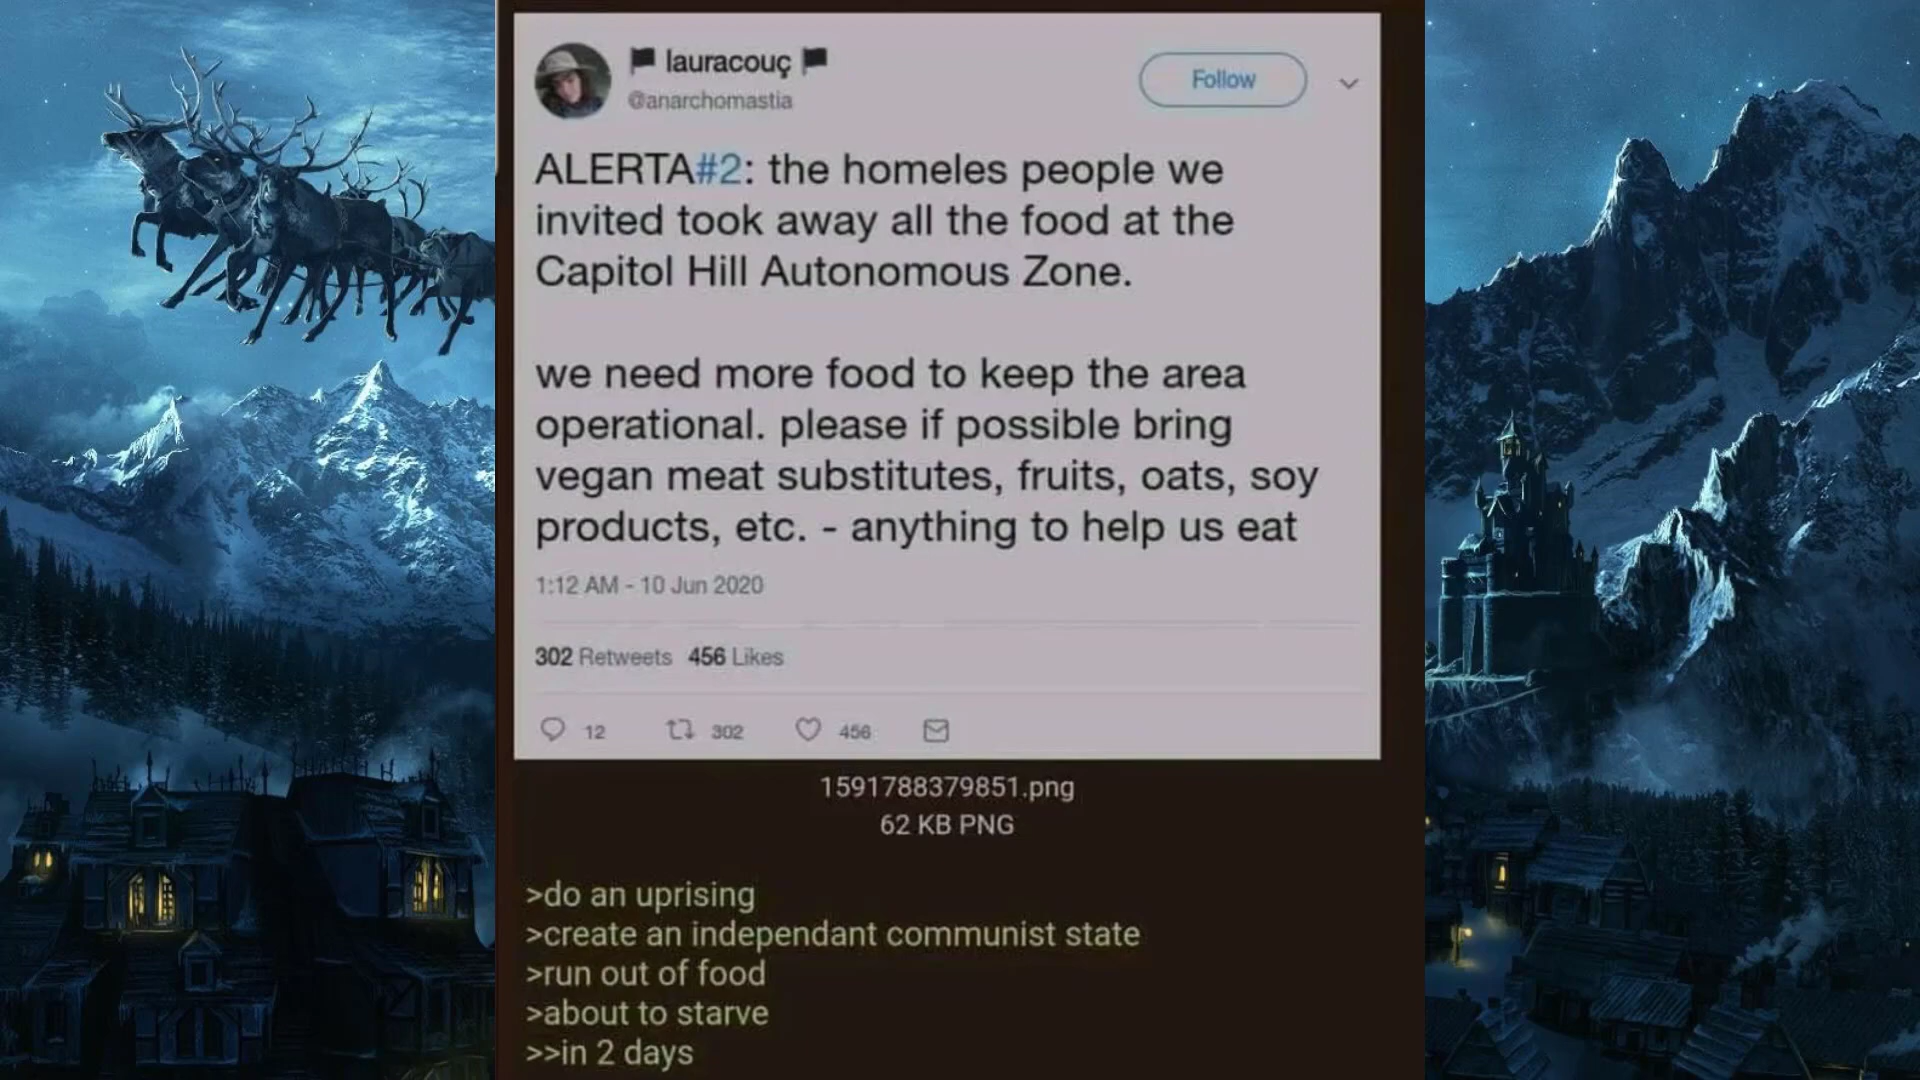 lauracouç
@anarchomastia
Follow
ALERTA#2: the homeles people we
invited took away all the food at the
Capitol Hill Autonomous Zone.
we need more food to keep the area
operational. please if possible bring
vegan meat substitutes, fruits, oats, soy
products, etc. - anything to help us eat
1:12 AM - 10 Jun 2020
302 Retweets 456 Likes
12 302 456
1591788379851.png
62 KB PNG
>do an uprising
>create an independant communist state
>run out of food
>about to starve
>>in 2 days